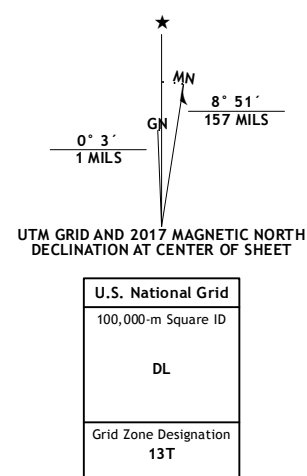 ★
MN
GN
8° 51´
157 MILS
0° 3´
1 MILS
UTM GRID AND 2017 MAGNETIC NORTH
DECLINATION AT CENTER OF SHEET
U.S. National Grid
100,000-m Square ID
DL
Grid Zone Designation
13T